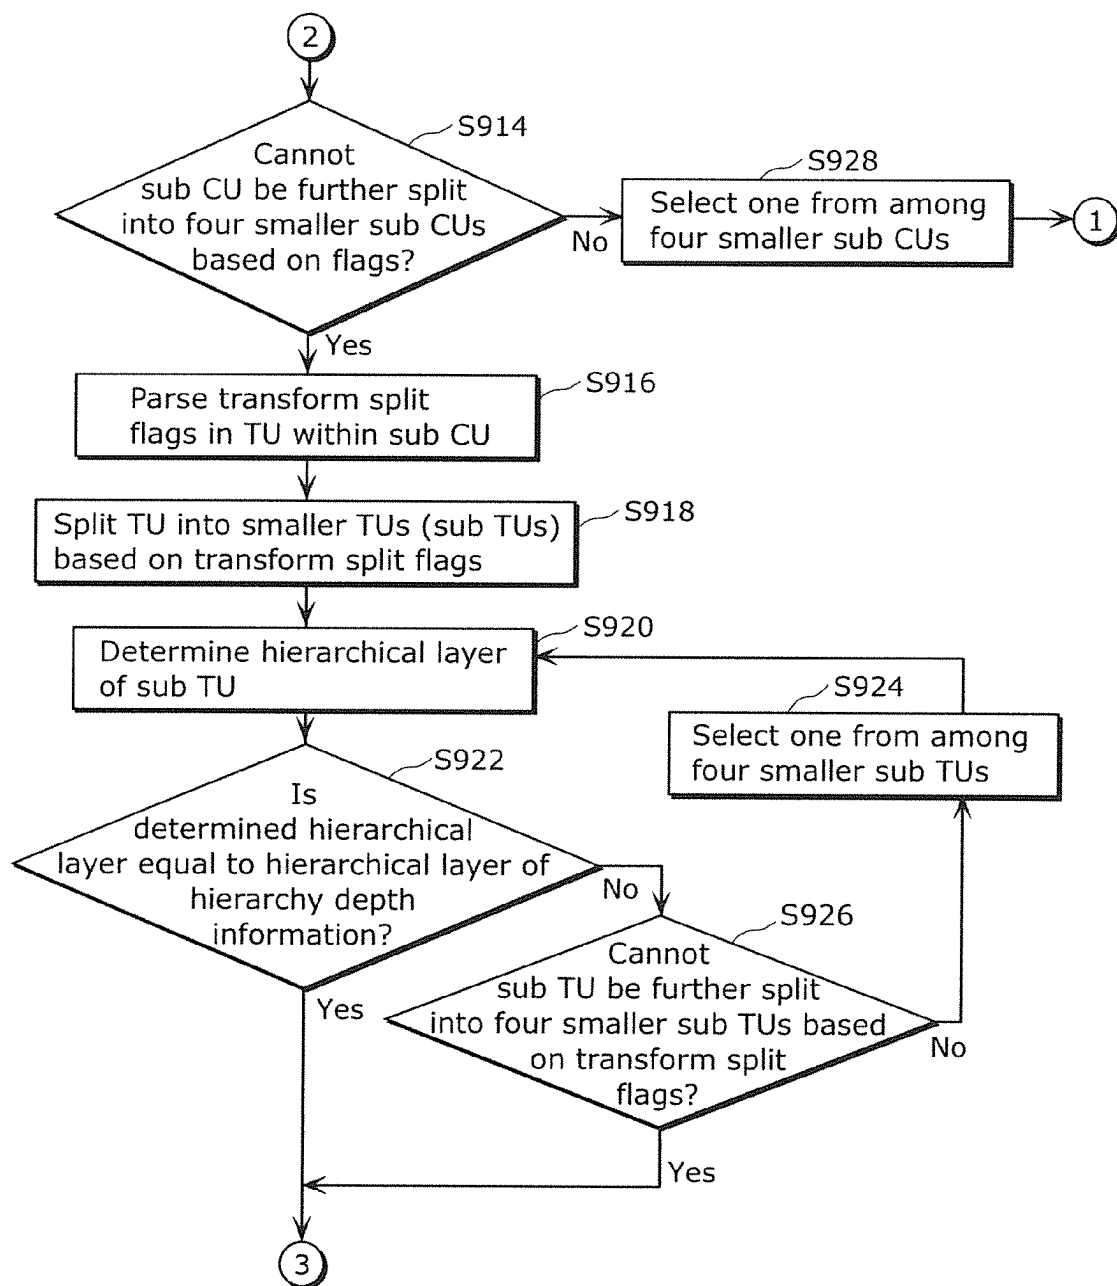 2
S914
Cannot
sub CU be further split
into four smaller sub CUs
based on flags?
No
S928
Select one from among
four smaller sub CUs
1
Yes
S916
Parse transform split
flags in TU within sub CU
S918
Split TU into smaller TUs (sub TUs)
based on transform split flags
S920
Determine hierarchical layer
of sub TU
S924
Select one from among
four smaller sub TUs
S922
Is
determined hierarchical
layer equal to hierarchical layer of
hierarchy depth
information?
No
Yes
S926
Cannot
sub TU be further split
into four smaller sub TUs based
on transform split
flags?
No
Yes
3